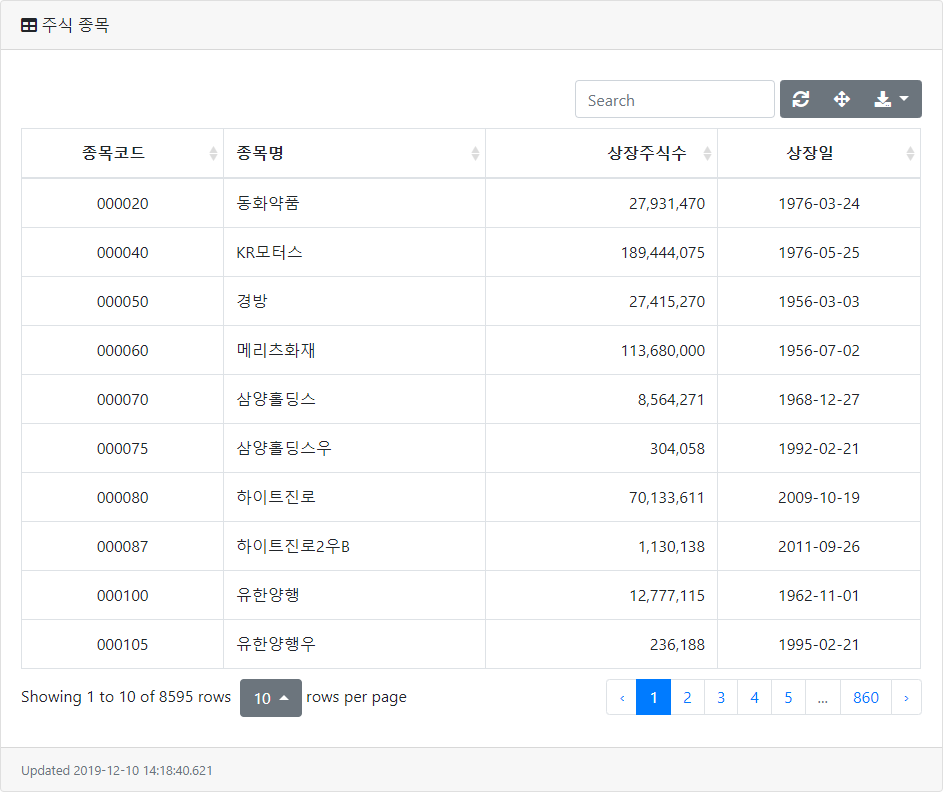 주식 종목
Search
종목코드 종목명 상장주식수 상장일
000020 동화약품 27,931,470 1976-03-24
000040 KR모터스 189,444,075 1976-05-25
000050 경방 27,415,270 1956-03-03
000060 메리츠화재 113,680,000 1956-07-02
000070 삼양홀딩스 8,564,271 1968-12-27
000075 삼양홀딩스우 304,058 1992-02-21
000080 하이트진로 70,133,611 2009-10-19
000087 하이트진로2우B 1,130,138 2011-09-26
000100 유한양행 12,777,115 1962-11-01
000105 유한양행우 236,188 1995-02-21
Showing 1 to 10 of 8595 rows 10 rows per page ‹ 1 2 3 4 5 ... 860 ›
Updated 2019-12-10 14:18:40.621